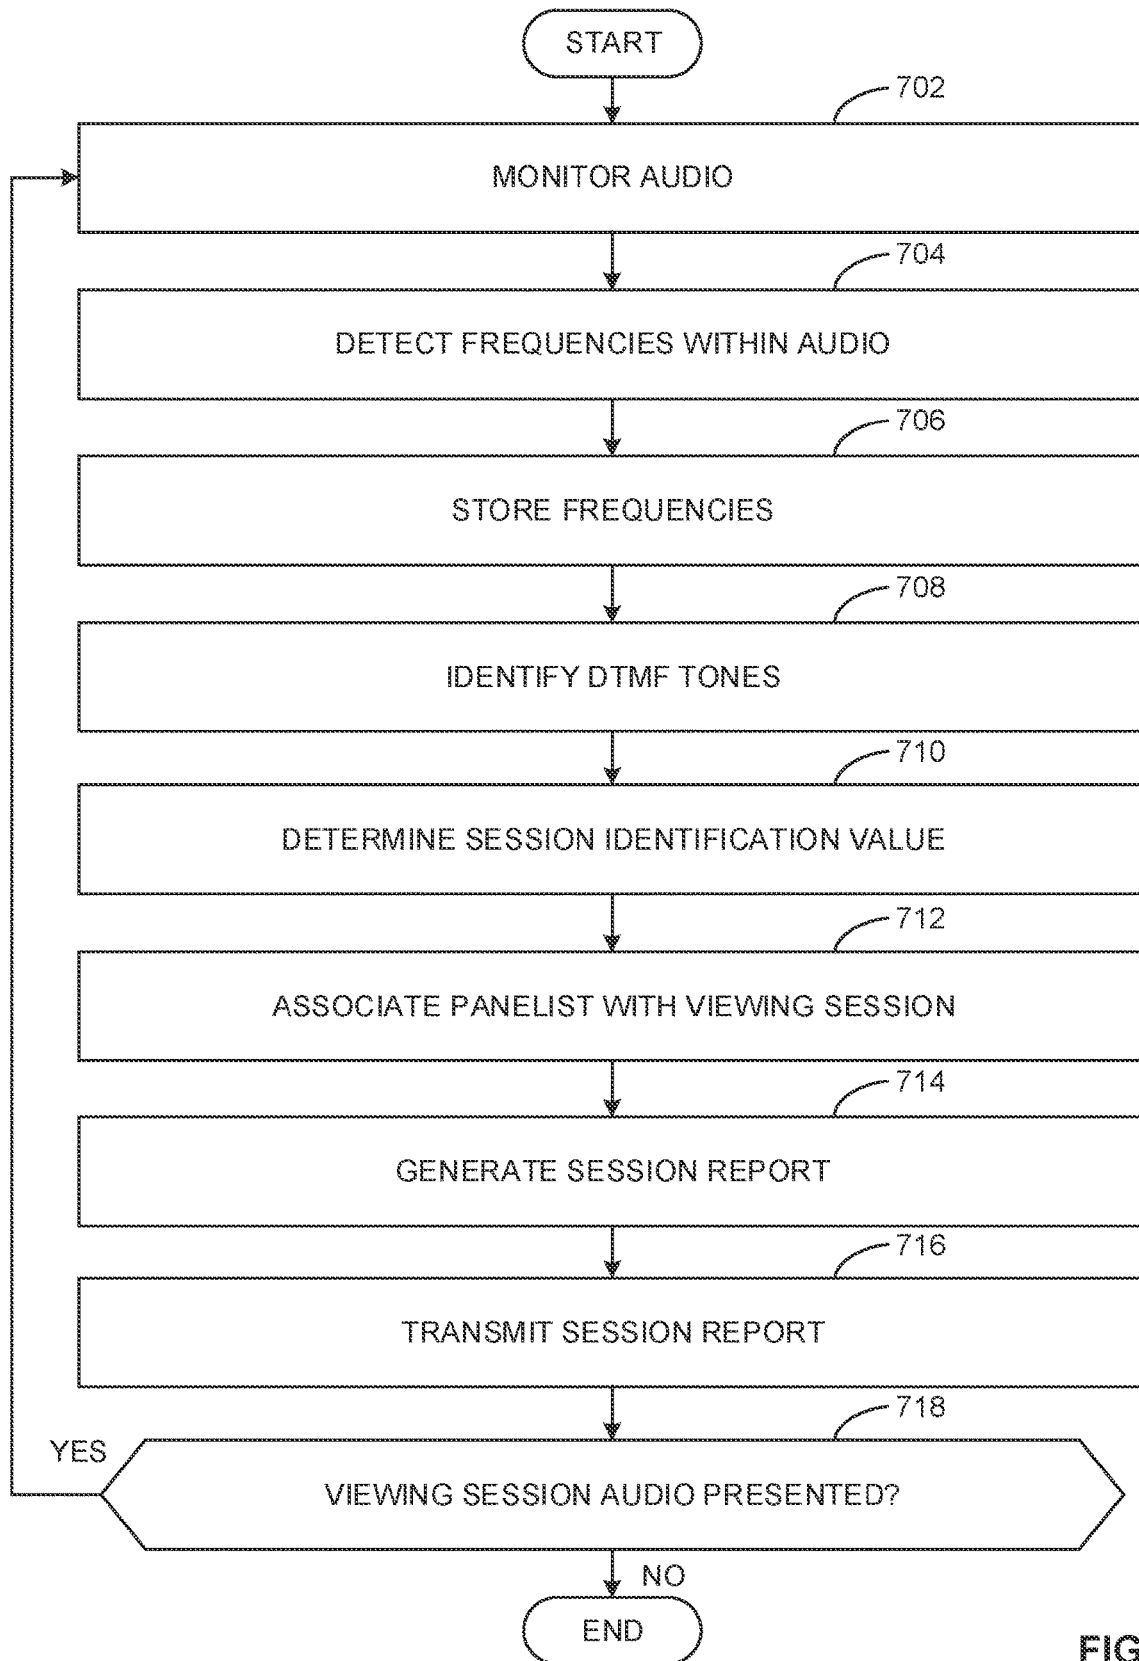 START
702
MONITOR AUDIO
704
DETECT FREQUENCIES WITHIN AUDIO
706
STORE FREQUENCIES
708
IDENTIFY DTMF TONES
710
DETERMINE SESSION IDENTIFICATION VALUE
712
ASSOCIATE PANELIST WITH VIEWING SESSION
714
GENERATE SESSION REPORT
716
TRANSMIT SESSION REPORT
718
YES
VIEWING SESSION AUDIO PRESENTED?
NO
END
FIG